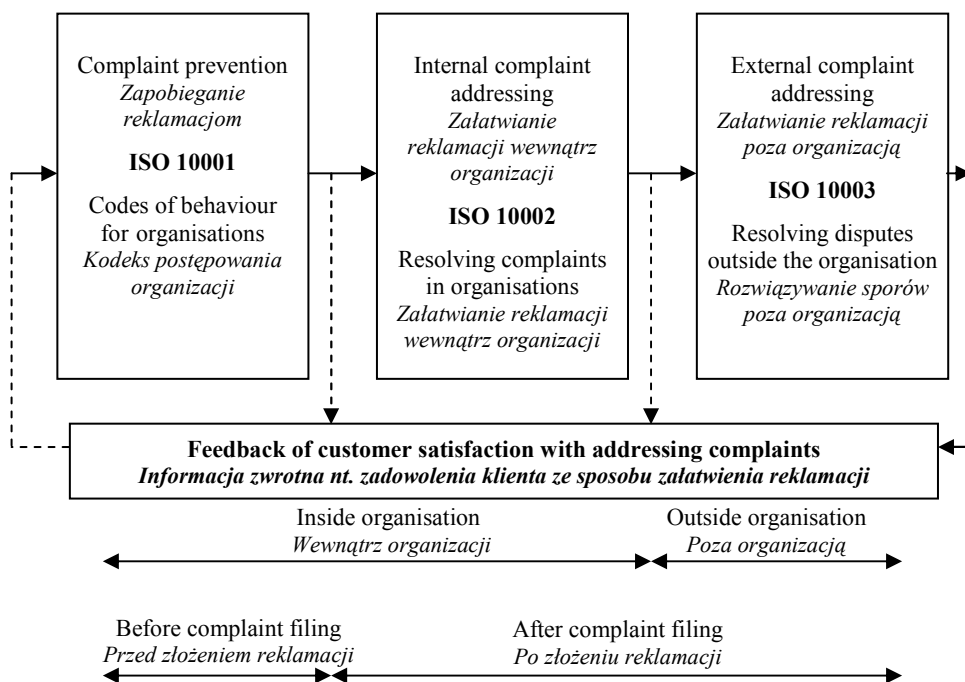 Complaint prevention
Zapobieganie
reklamacjom
ISO 10001
Codes of behaviour
for organisations
Kodeks postępowania
organizacji
Internal complaint
addressing
Załatwianie
reklamacji wewnątrz
organizacji
ISO 10002
Resolving complaints
in organisations
Załatwianie reklamacji
wewnątrz organizacji
External complaint
addressing
Załatwianie reklamacji
poza organizacją
ISO 10003
Resolving disputes
outside the organisation
Rozwiązywanie sporów
poza organizacją
Feedback of customer satisfaction with addressing complaints
Informacja zwrotna nt. zadowolenia klienta ze sposobu załatwienia reklamacji
Inside organisation
Wewnątrz organizacji
Outside organisation
Poza organizacją
Before complaint filing
Przed złożeniem reklamacji
After complaint filing
Po złożeniu reklamacji